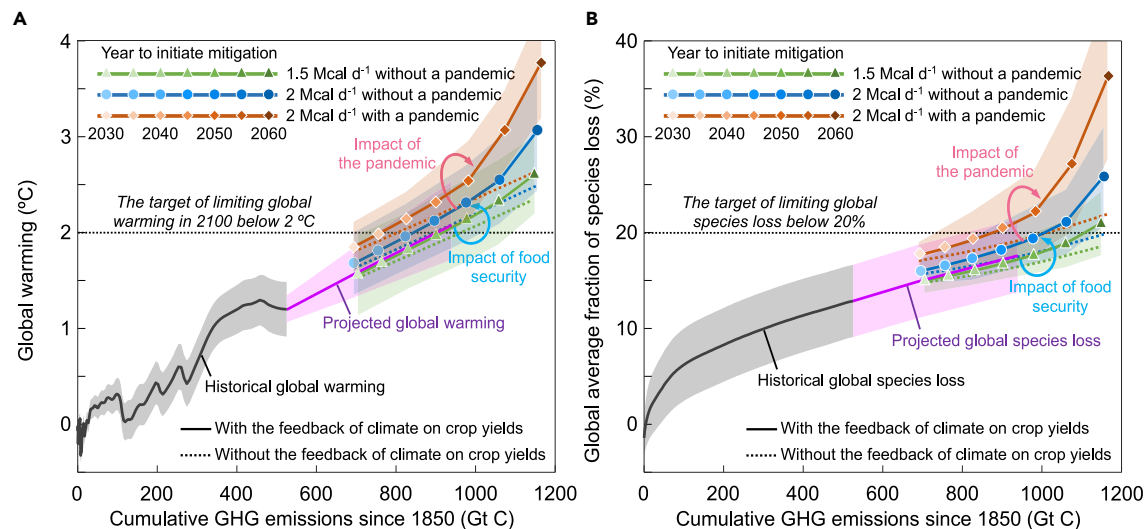 A
Global warming (ºC)
4
3
2
1
0
Year to initiate mitigation
1.5 Mcal d⁻¹ without a pandemic
2 Mcal d⁻¹ without a pandemic
2 Mcal d⁻¹ with a pandemic
2030 2040 2050 2060
Impact of
the pandemic
The target of limiting global
warming in 2100 below 2 ºC
Impact of food
security
Projected global warming
Historical global warming
With the feedback of climate on crop yields
Without the feedback of climate on crop yields
0 200 400 600 800 1000 1200
Cumulative GHG emissions since 1850 (Gt C)
B
Global average fraction of species loss (%)
40
30
20
10
0
Year to initiate mitigation
1.5 Mcal d⁻¹ without a pandemic
2 Mcal d⁻¹ without a pandemic
2 Mcal d⁻¹ with a pandemic
2030 2040 2050 2060
Impact of
the pandemic
The target of limiting global
species loss below 20%
Impact of food
security
Projected global species loss
Historical global species loss
With the feedback of climate on crop yields
Without the feedback of climate on crop yields
0 200 400 600 800 1000 1200
Cumulative GHG emissions since 1850 (Gt C)